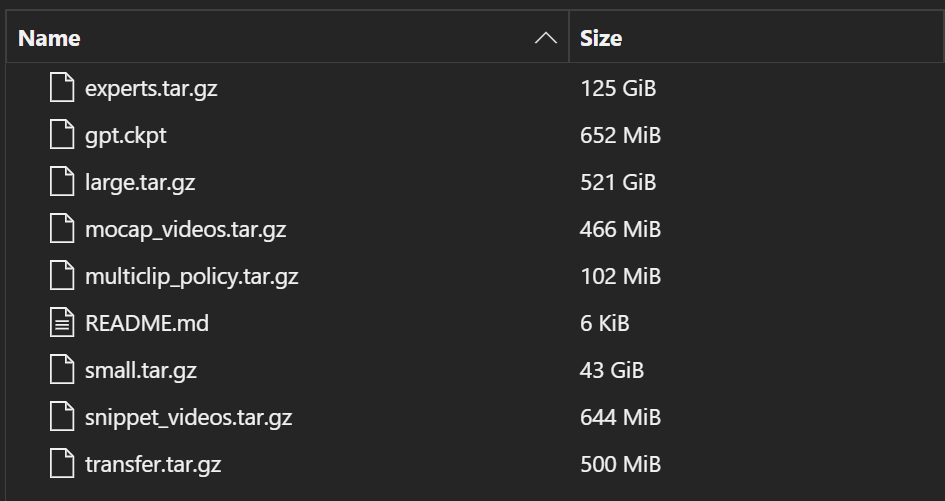 Name Size
experts.tar.gz 125 GiB
gpt.ckpt 652 MiB
large.tar.gz 521 GiB
mocap_videos.tar.gz 466 MiB
multiclip_policy.tar.gz 102 MiB
README.md 6 KiB
small.tar.gz 43 GiB
snippet_videos.tar.gz 644 MiB
transfer.tar.gz 500 MiB